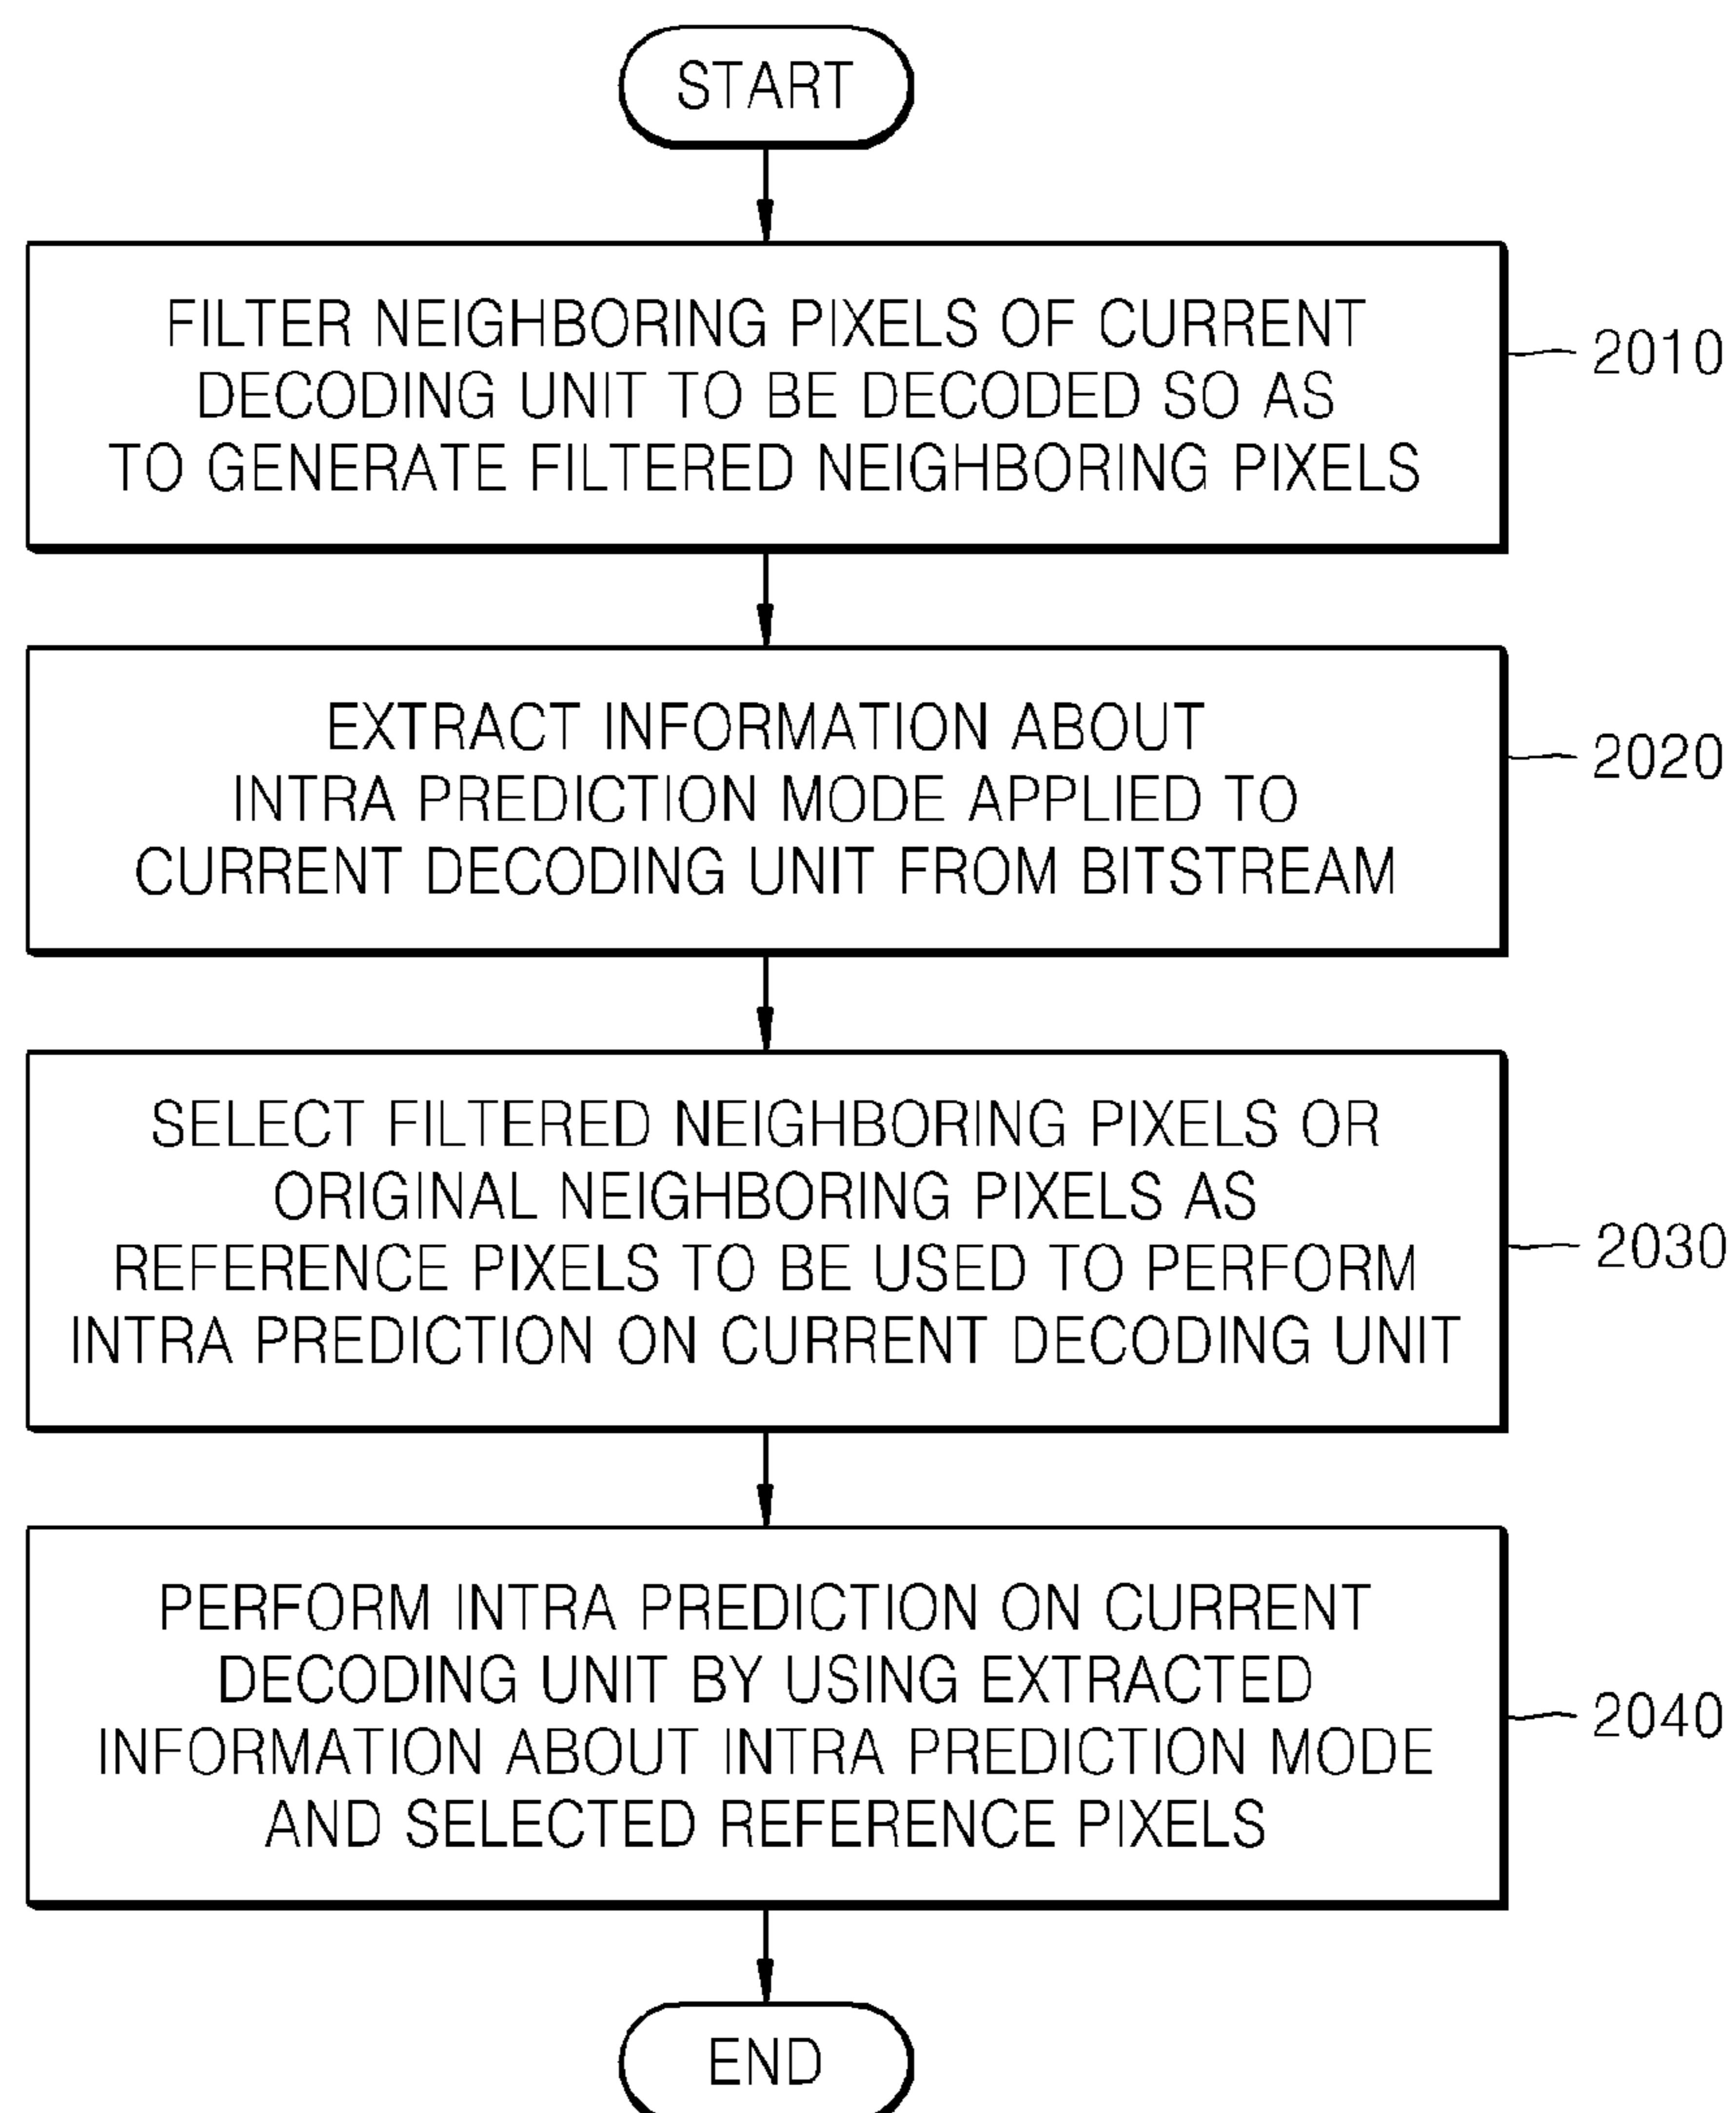 START
FILTER NEIGHBORING PIXELS OF CURRENT
DECODING UNIT TO BE DECODED SO AS
TO GENERATE FILTERED NEIGHBORING PIXELS
2010
EXTRACT INFORMATION ABOUT
INTRA PREDICTION MODE APPLIED TO
CURRENT DECODING UNIT FROM BITSTREAM
2020
SELECT FILTERED NEIGHBORING PIXELS OR
ORIGINAL NEIGHBORING PIXELS AS
REFERENCE PIXELS TO BE USED TO PERFORM
INTRA PREDICTION ON CURRENT DECODING UNIT
2030
PERFORM INTRA PREDICTION ON CURRENT
DECODING UNIT BY USING EXTRACTED
INFORMATION ABOUT INTRA PREDICTION MODE
AND SELECTED REFERENCE PIXELS
2040
END